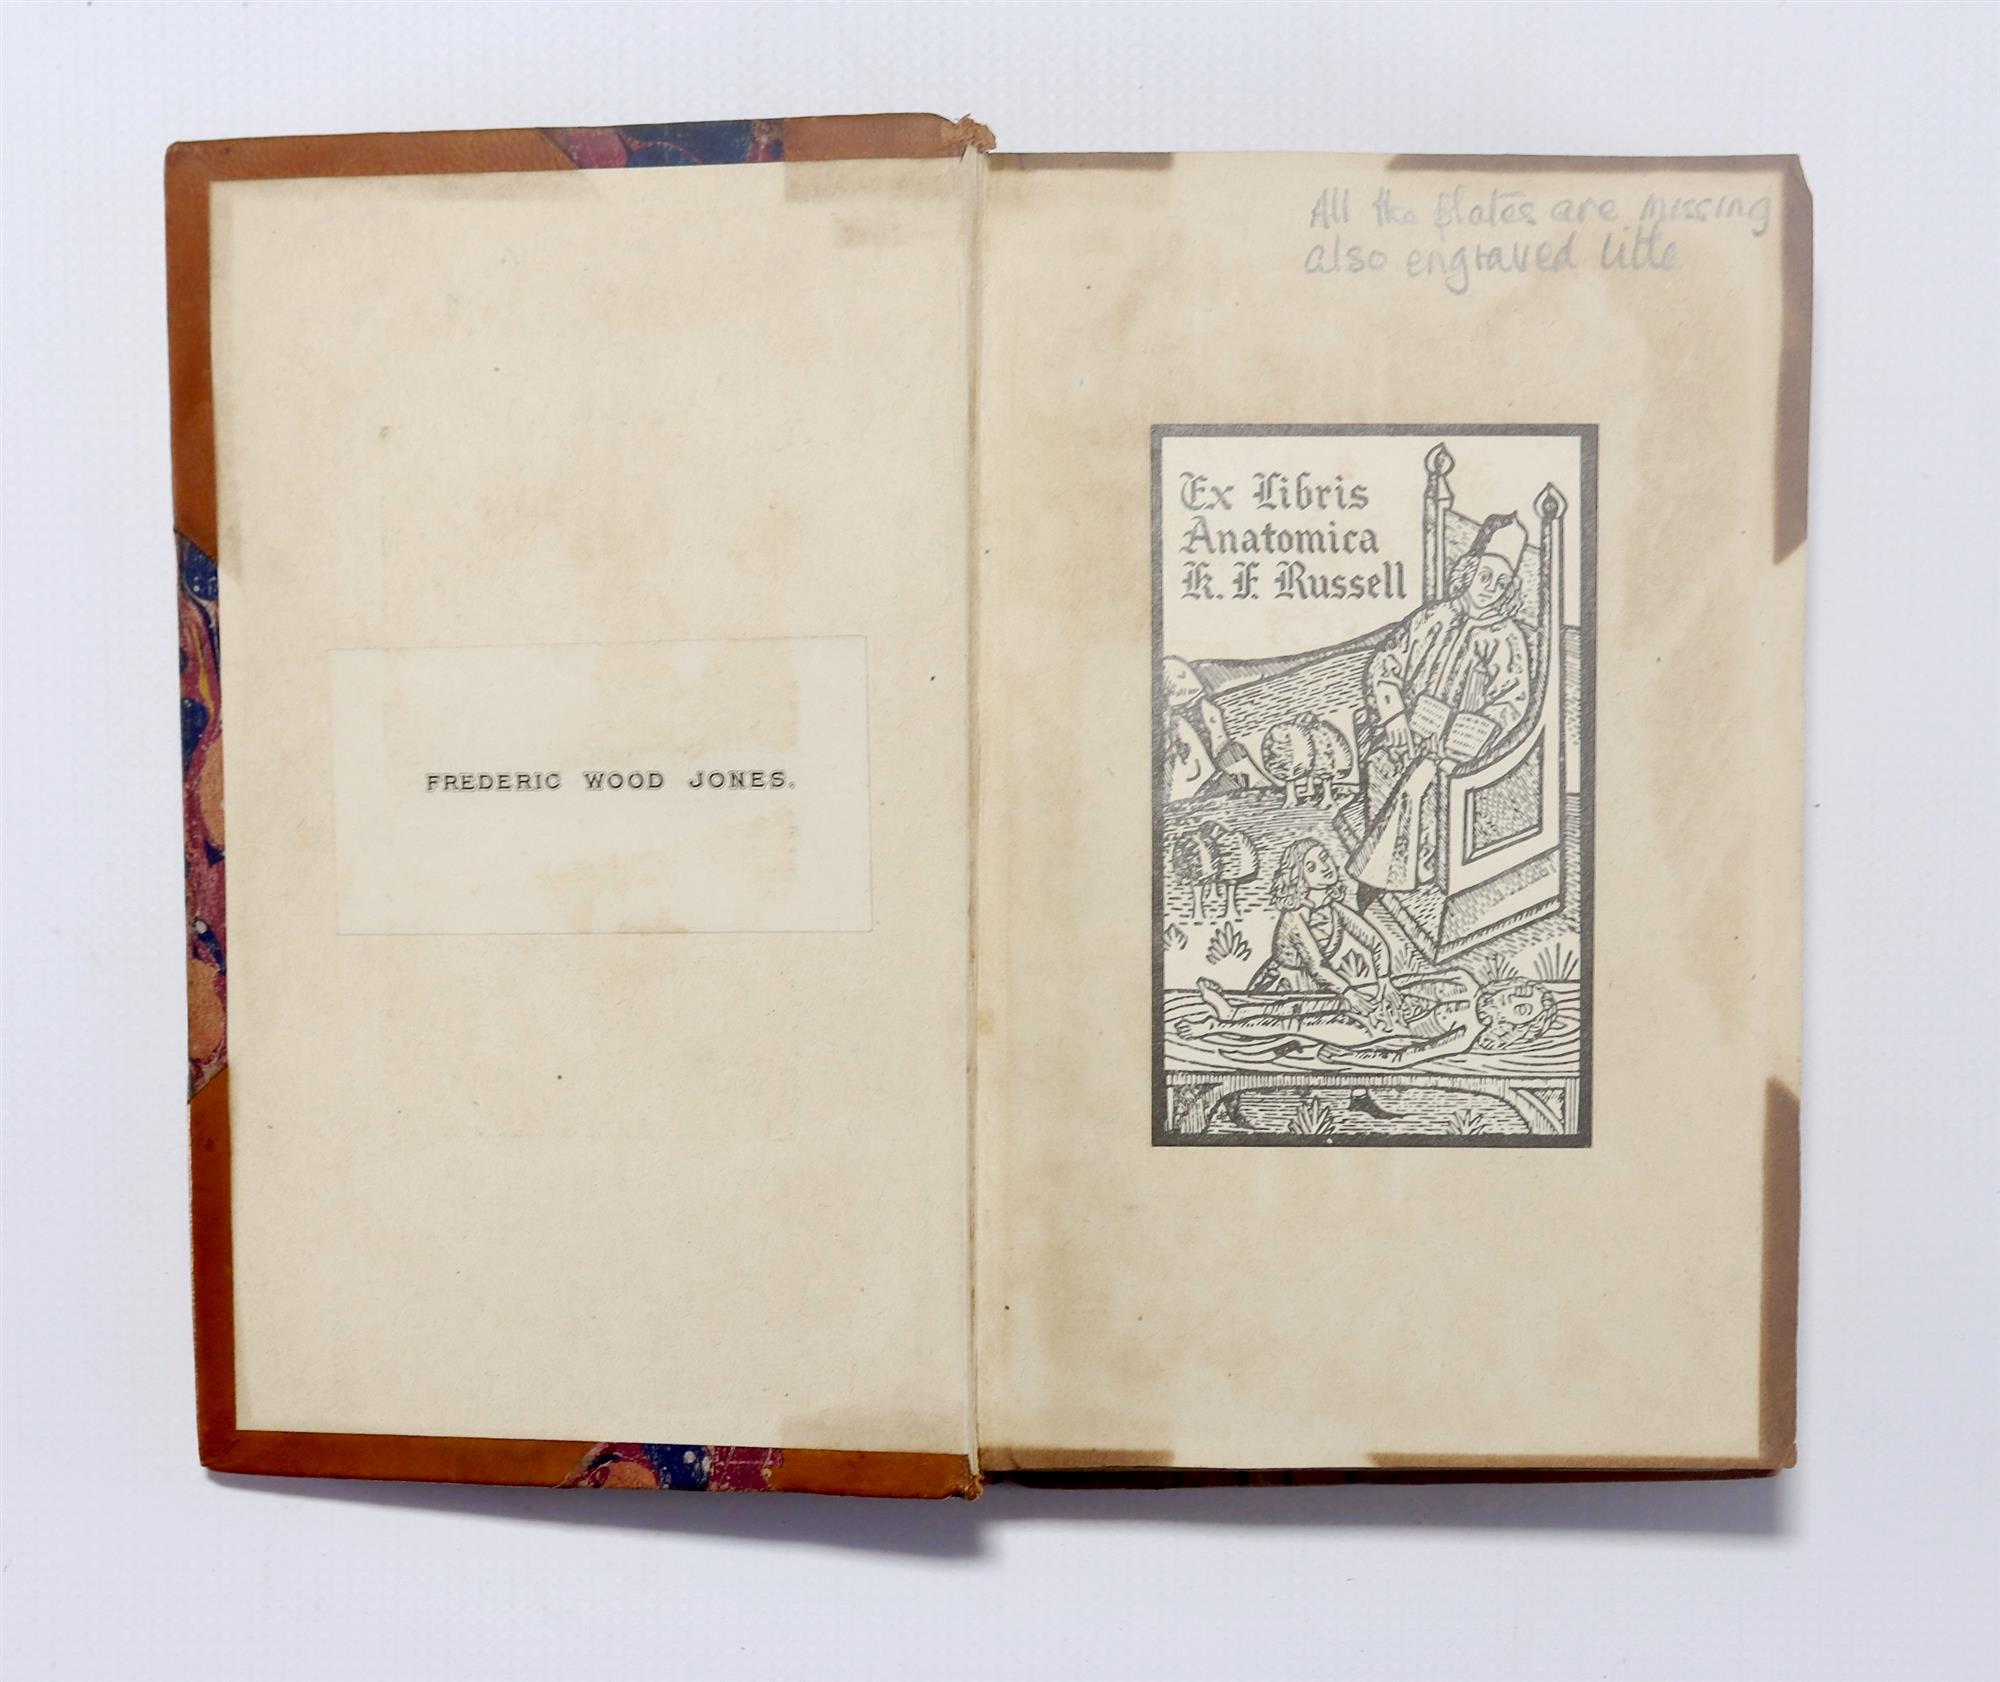 FREDERIC WOOD JONES.
All the plates are missing
also engraved title
Ex Libris
Anatomica
K. F. Russell